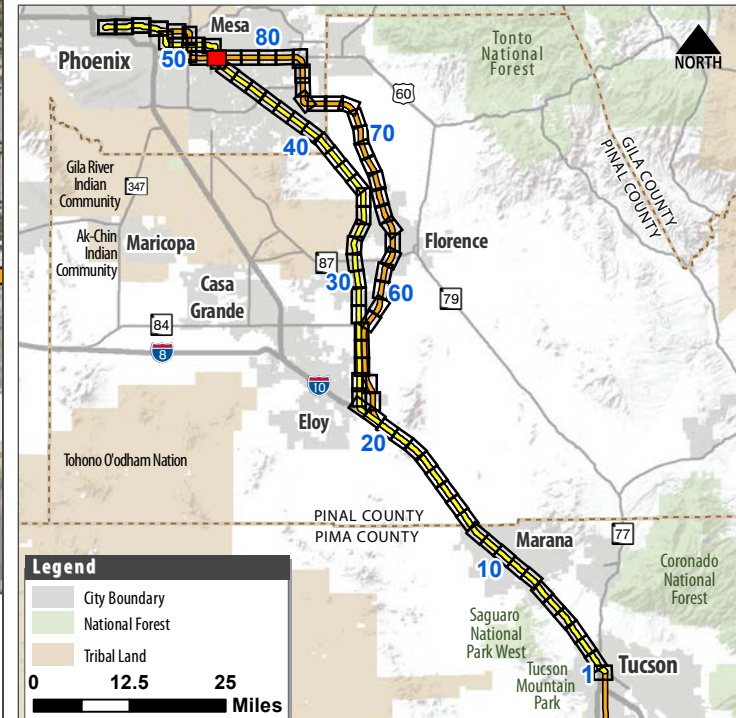 Mesa
80
Tonto
National
Forest
NORTH
Phoenix
50
60
70
40
GILA COUNTY
PINAL COUNTY
Gila River
Indian
Community
347
Ak-Chin
Indian
Community
Maricopa
Florence
87
30
Casa
Grande
60
79
84
8
10
Eloy
20
Tohono O'odham Nation
PINAL COUNTY
PIMA COUNTY
Marana
77
10
Coronado
National
Forest
Saguaro
National
Park West
Tucson
Mountain
Park
1
Tucson
Legend
City Boundary
National Forest
Tribal Land
0 12.5 25
Miles